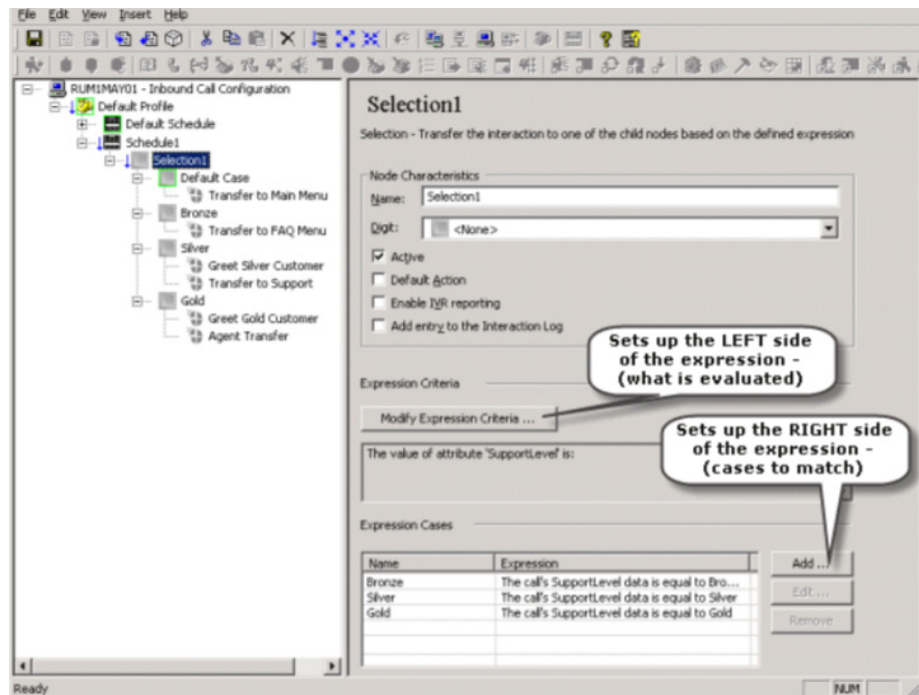 File Edit View Insert Help
RUM1MAY01 - Inbound Call Configuration
Default Profile
Default Schedule
Schedule1
Selection1
Default Case
Transfer to Main Menu
Bronze
Transfer to FAQ Menu
Silver
Greet Silver Customer
Transfer to Support
Gold
Greet Gold Customer
Agent Transfer
Selection1
Selection - Transfer the interaction to one of the child nodes based on the defined expression
Node Characteristics
Name: Selection1
Digit: <None>
Active
Default Action
Enable IVR reporting
Add entry to the Interaction Log
Sets up the LEFT side
of the expression -
(what is evaluated)
Expression Criteria
Modify Expression Criteria ...
Sets up the RIGHT side
of the expression -
(cases to match)
The value of attribute 'SupportLevel' is:
Expression Cases
Name Expression
Bronze The call's SupportLevel data is equal to Bro...
Silver The call's SupportLevel data is equal to Silver
Gold The call's SupportLevel data is equal to Gold
Add ...
Edit ...
Remove
Ready NUM